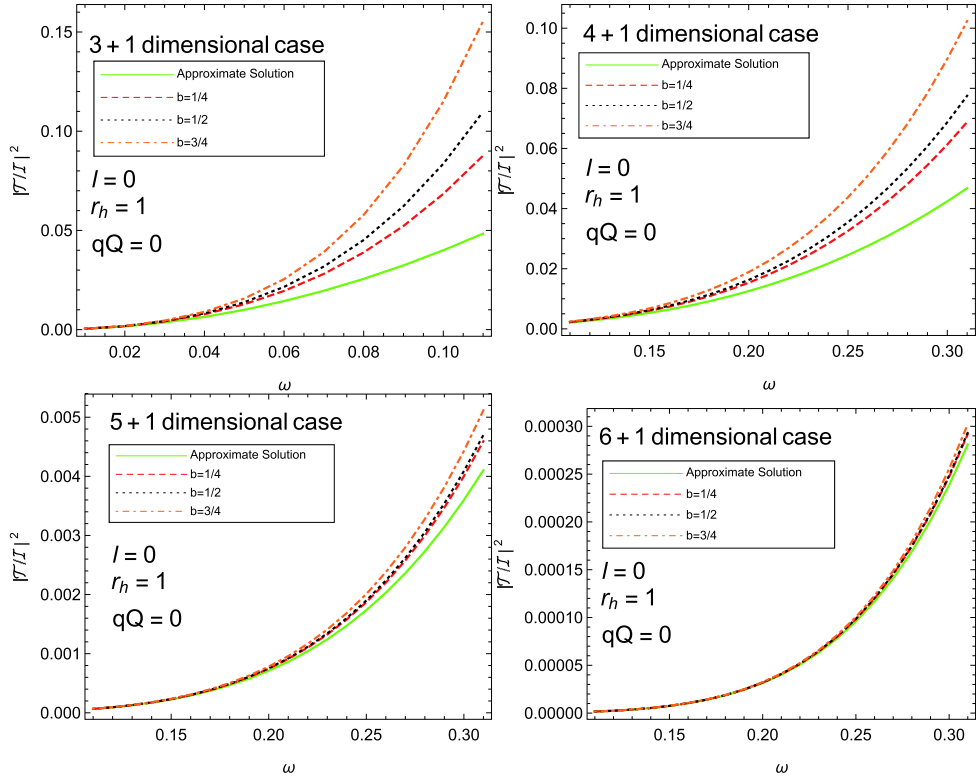 3 + 1 dimensional case
Approximate Solution
b=1/4
b=1/2
b=3/4
l = 0
r_h = 1
qQ = 0
|𝒯/ℐ|²
0.15
0.10
0.05
0.00
0.02 0.04 0.06 0.08 0.10
ω
4 + 1 dimensional case
Approximate Solution
b=1/4
b=1/2
b=3/4
l = 0
r_h = 1
qQ = 0
|𝒯/ℐ|²
0.10
0.08
0.06
0.04
0.02
0.00
0.15 0.20 0.25 0.30
ω
5 + 1 dimensional case
Approximate Solution
b=1/4
b=1/2
b=3/4
l = 0
r_h = 1
qQ = 0
|𝒯/ℐ|²
0.005
0.004
0.003
0.002
0.001
0.000
0.15 0.20 0.25 0.30
ω
6 + 1 dimensional case
Approximate Solution
b=1/4
b=1/2
b=3/4
l = 0
r_h = 1
qQ = 0
|𝒯/ℐ|²
0.00030
0.00025
0.00020
0.00015
0.00010
0.00005
0.00000
0.15 0.20 0.25 0.30
ω